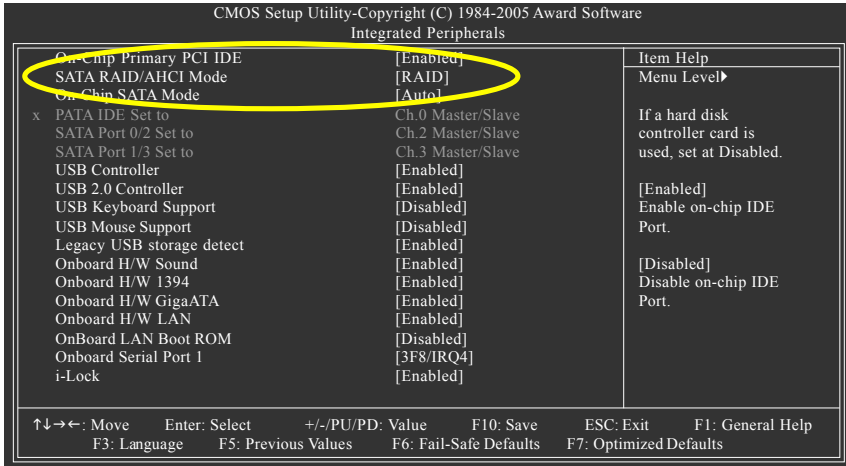 CMOS Setup Utility-Copyright (C) 1984-2005 Award Software
Integrated Peripherals
On-Chip Primary PCI IDE [Enabled]
SATA RAID/AHCI Mode [RAID]
On-Chip SATA Mode [Auto]
x PATA IDE Set to Ch.0 Master/Slave
SATA Port 0/2 Set to Ch.2 Master/Slave
SATA Port 1/3 Set to Ch.3 Master/Slave
USB Controller [Enabled]
USB 2.0 Controller [Enabled]
USB Keyboard Support [Disabled]
USB Mouse Support [Disabled]
Legacy USB storage detect [Enabled]
Onboard H/W Sound [Enabled]
Onboard H/W 1394 [Enabled]
Onboard H/W GigaATA [Enabled]
Onboard H/W LAN [Enabled]
OnBoard LAN Boot ROM [Disabled]
Onboard Serial Port 1 [3F8/IRQ4]
i-Lock [Enabled]
Item Help
Menu Level▶
If a hard disk
controller card is
used, set at Disabled.
[Enabled]
Enable on-chip IDE
Port.
[Disabled]
Disable on-chip IDE
Port.
↑↓→←: Move Enter: Select +/-/PU/PD: Value F10: Save ESC: Exit F1: General Help
F3: Language F5: Previous Values F6: Fail-Safe Defaults F7: Optimized Defaults